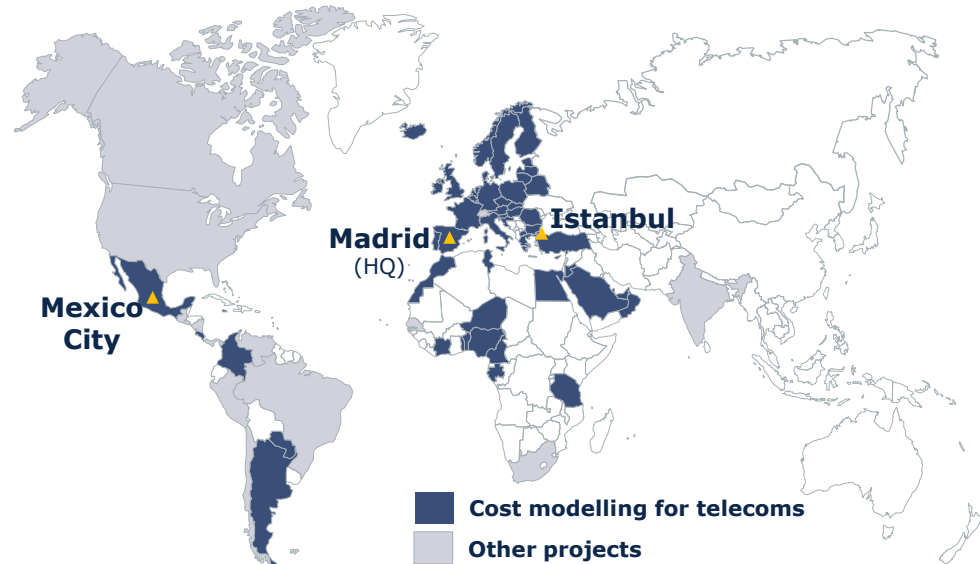 Istanbul
Madrid
(HQ)
Mexico
City
Cost modelling for telecoms
Other projects